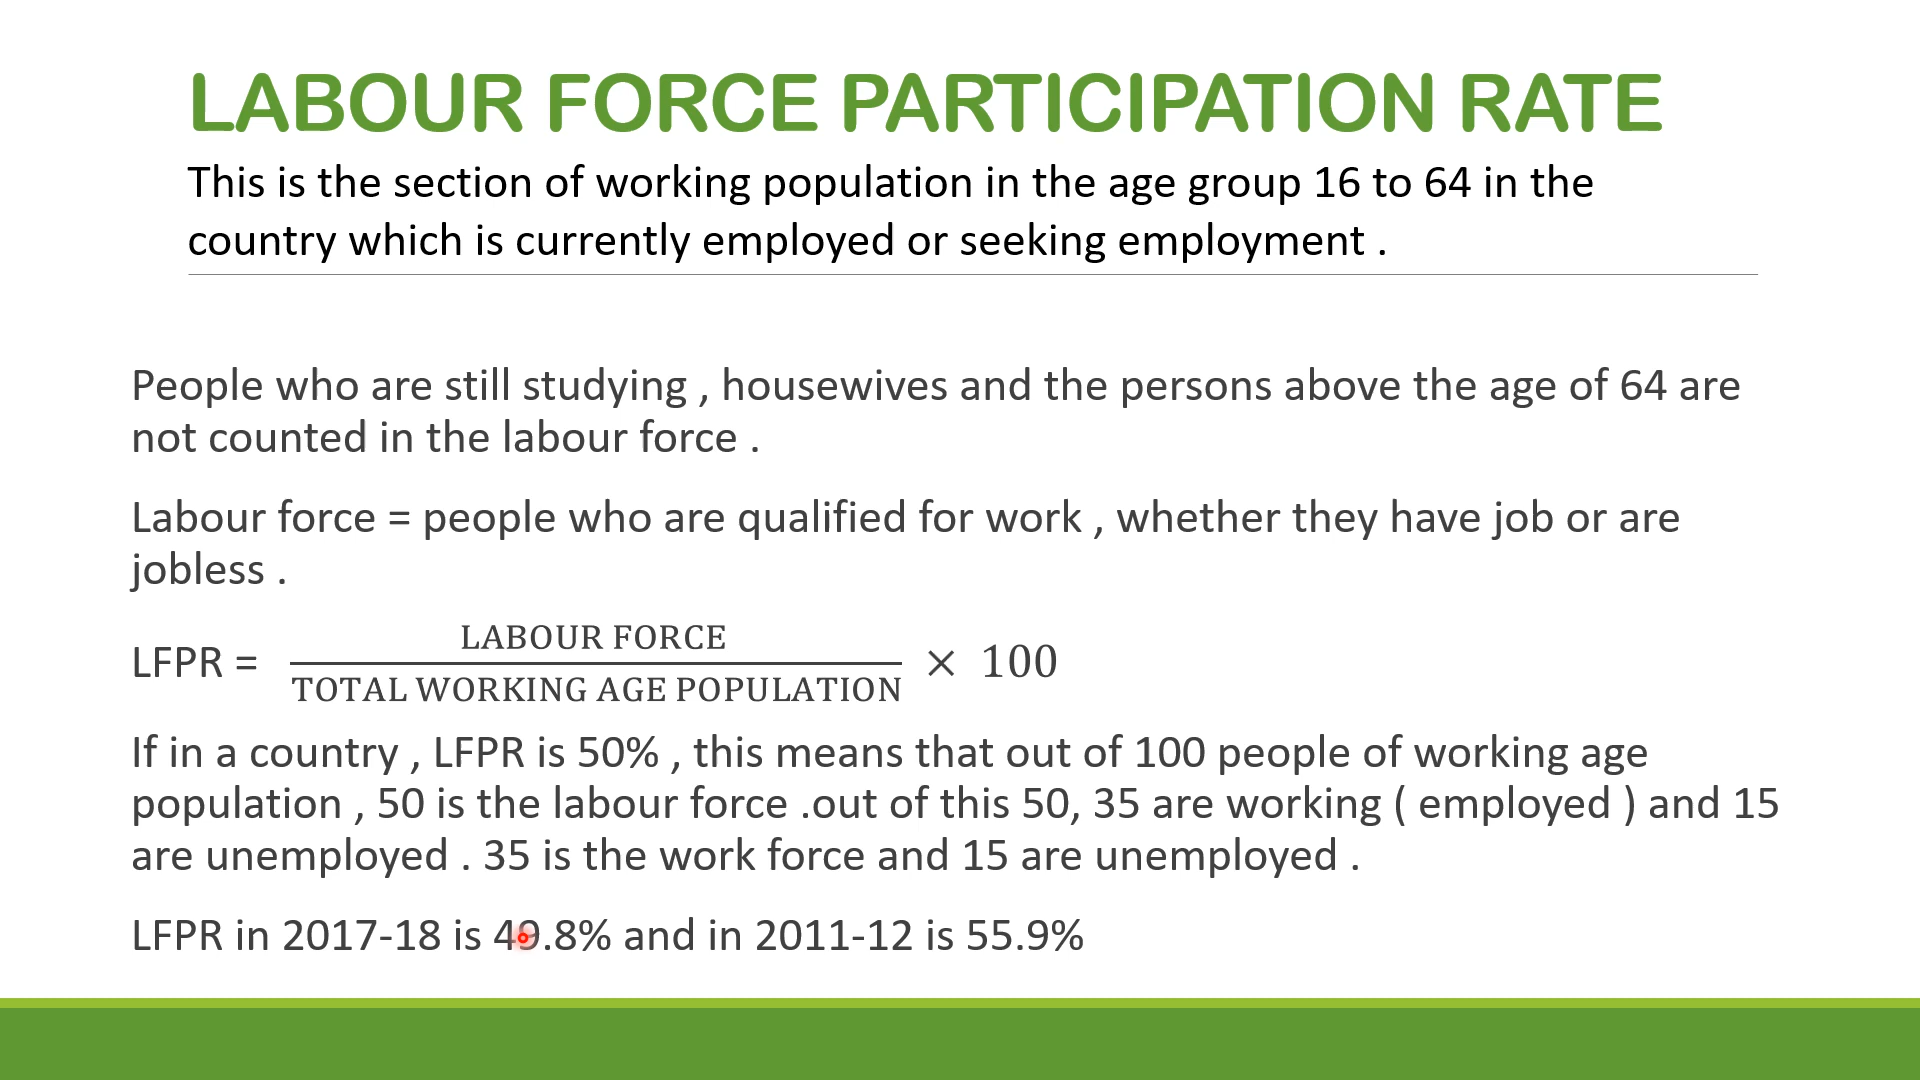 LABOUR FORCE PARTICIPATION RATE
This is the section of working population in the age group 16 to 64 in the
country which is currently employed or seeking employment .
People who are still studying , housewives and the persons above the age of 64 are
not counted in the labour force .
Labour force = people who are qualified for work , whether they have job or are
jobless .
LFPR = LABOUR FORCE
TOTAL WORKING AGE POPULATION × 100
If in a country , LFPR is 50% , this means that out of 100 people of working age
population , 50 is the labour force .out of this 50, 35 are working ( employed ) and 15
are unemployed . 35 is the work force and 15 are unemployed .
LFPR in 2017-18 is 49.8% and in 2011-12 is 55.9%